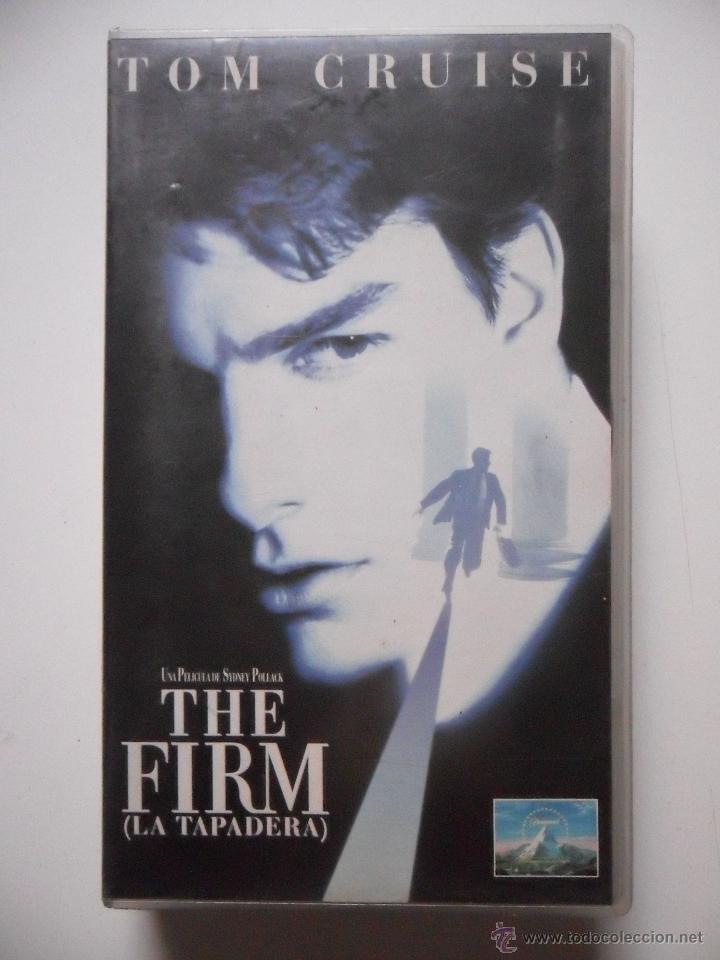 TOM CRUISE
UNA PELICULA DE SYDNEY POLLACK
THE
FIRM
(LA TAPADERA)
www.todocoleccion.net